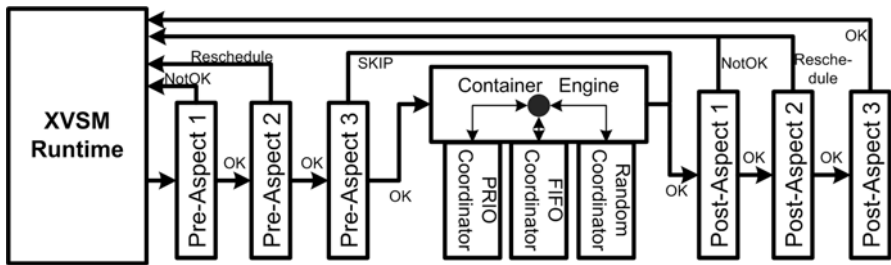 XVSM
Runtime
NotOK
Reschedule
Pre-Aspect 1
OK
Pre-Aspect 2
OK
Pre-Aspect 3
SKIP
OK
Container Engine
PRIO
Coordinator
FIFO
Coordinator
Random
Coordinator
OK
Post-Aspect 1
NotOK
OK
Post-Aspect 2
Resche-
dule
OK
Post-Aspect 3
OK